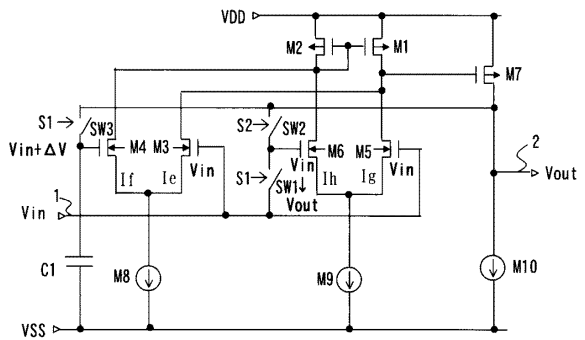 VDD
M2
M1
M7
S1→
SW3
S2→
SW2
Vin+ΔV
M4
M3
M6
M5
Vin
Vin
Vin
If
Ie
S1→
SW1
Ih
Ig
Vout
1
2
Vin
Vout
C1
M8
M9
M10
VSS